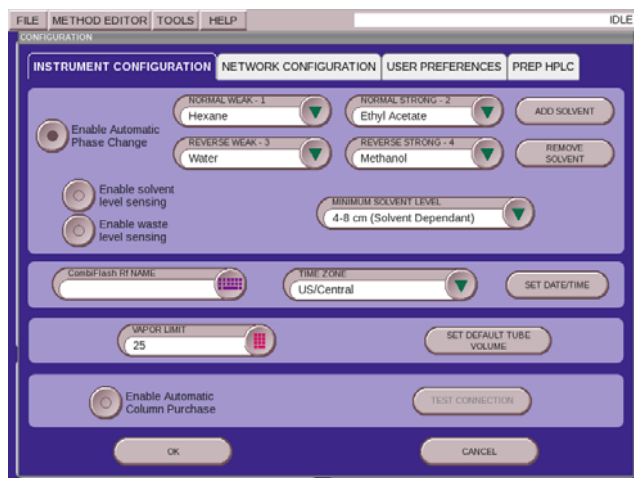 FILE METHOD EDITOR TOOLS HELP IDLE
CONFIGURATION
INSTRUMENT CONFIGURATION NETWORK CONFIGURATION USER PREFERENCES PREP HPLC
NORMAL WEAK - 1 NORMAL STRONG - 2
Hexane Ethyl Acetate ADD SOLVENT
Enable Automatic
Phase Change
REVERSE WEAK - 3 REVERSE STRONG - 4
Water Methanol
REMOVE
SOLVENT
Enable solvent
level sensing
Enable waste
level sensing
MINIMUM SOLVENT LEVEL
4-8 cm (Solvent Dependant)
CombiFlash Rf NAME TIME ZONE
US/Central SET DATE/TIME
VAPOR LIMIT
25
SET DEFAULT TUBE
VOLUME
Enable Automatic
Column Purchase
TEST CONNECTION
OK CANCEL